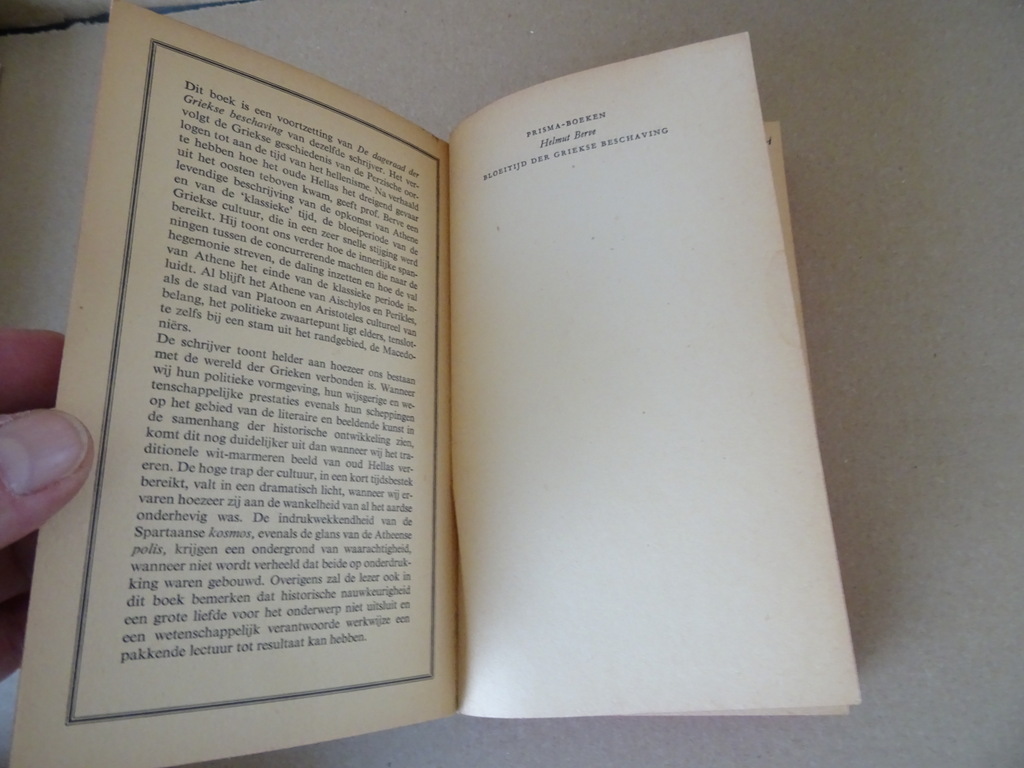 Dit boek is een voortzetting van De dageraad der
Griekse beschaving van dezelfde schrijver. Het ver-
volgt de Griekse geschiedenis van de Perzische oor-
logen tot aan de tijd van het hellenisme. Na verhaald
te hebben hoe het oude Hellas het dreigend gevaar
uit het oosten teboven kwam, geeft prof. Berve een
levendige beschrijving van de opkomst van Athene
en van de ‘klassieke’ tijd, de bloeiperiode van de
Griekse cultuur, die in een zeer snelle stijging werd
bereikt. Hij toont ons verder hoe de innerlijke span-
ningen tussen de concurrerende machten die naar de
hegemonie streven, de daling inzetten en hoe de val
van Athene het einde van de klassieke periode in-
luidt. Al blijft het Athene van Aischylos en Perikles,
als de stad van Platoon en Aristoteles cultureel van
belang, het politieke zwaartepunt ligt elders, tenslot-
te zelfs bij een stam uit het randgebied, de Macedo-
niërs.
De schrijver toont helder aan hoezeer ons bestaan
met de wereld der Grieken verbonden is. Wanneer
wij hun politieke vormgeving, hun wijsgerige en we-
tenschappelijke prestaties evenals hun scheppingen
op het gebied van de literaire en beeldende kunst in
de samenhang der historische ontwikkeling zien,
komt dit nog duidelijker uit dan wanneer wij het tra-
ditionele wit-marmeren beeld van oud Hellas ver-
eren. De hoge trap der cultuur, in een kort tijdsbestek
bereikt, valt in een dramatisch licht, wanneer wij er-
varen hoezeer zij aan de wankelheid van al het aardse
onderhevig was. De indrukwekkendheid van de
Spartaanse kosmos, evenals de glans van de Atheense
polis, krijgen een ondergrond van waarachtigheid,
wanneer niet wordt verheeld dat beide op onderdruk-
king waren gebouwd. Overigens zal de lezer ook in
dit boek bemerken dat historische nauwkeurigheid
een grote liefde voor het onderwerp niet uitsluit en
een wetenschappelijk verantwoorde werkwijze een
pakkende lectuur tot resultaat kan hebben.
PRISMA-BOEKEN
Helmut Berve
BLOEITIJD DER GRIEKSE BESCHAVING